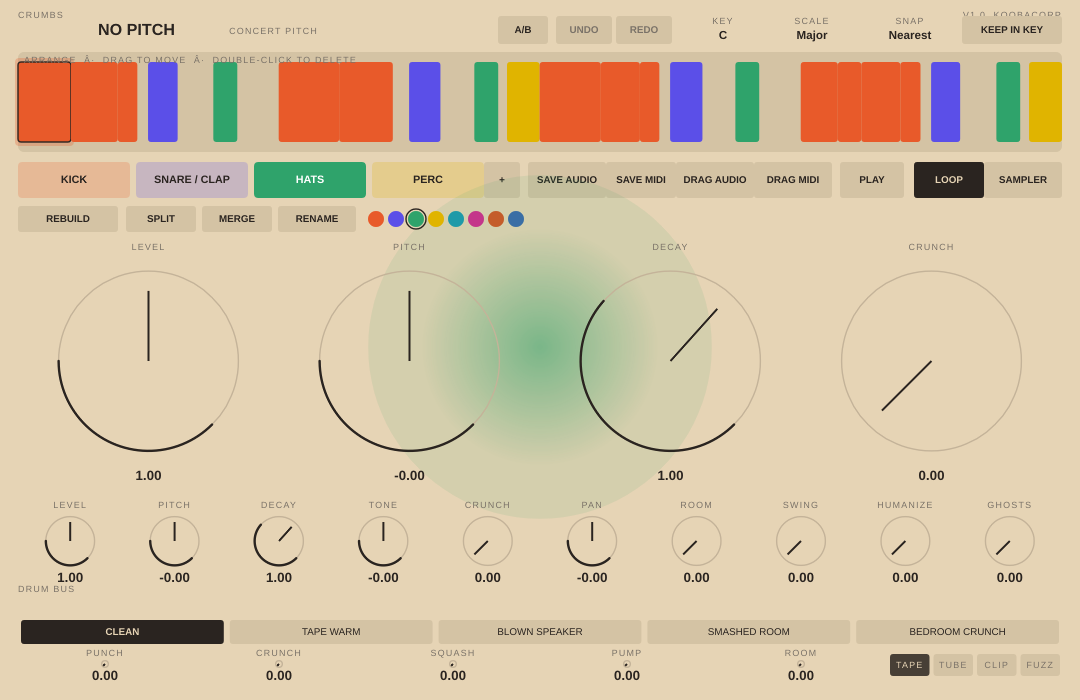 CRUMBS
V1.0 KOOBACORP
NO PITCH
CONCERT PITCH
A/B
UNDO
REDO
KEY
C
SCALE
Major
SNAP
Nearest
KEEP IN KEY
ARRANGE Â· DRAG TO MOVE Â· DOUBLE-CLICK TO DELETE
KICK
SNARE / CLAP
HATS
PERC
+
SAVE AUDIO
SAVE MIDI
DRAG AUDIO
DRAG MIDI
PLAY
LOOP
SAMPLER
REBUILD
SPLIT
MERGE
RENAME
LEVEL
PITCH
DECAY
CRUNCH
1.00
-0.00
1.00
0.00
LEVEL
PITCH
DECAY
TONE
CRUNCH
PAN
ROOM
SWING
HUMANIZE
GHOSTS
1.00
-0.00
1.00
-0.00
0.00
-0.00
0.00
0.00
0.00
0.00
DRUM BUS
CLEAN
TAPE WARM
BLOWN SPEAKER
SMASHED ROOM
BEDROOM CRUNCH
PUNCH
CRUNCH
SQUASH
PUMP
ROOM
0.00
0.00
0.00
0.00
0.00
TAPE
TUBE
CLIP
FUZZ